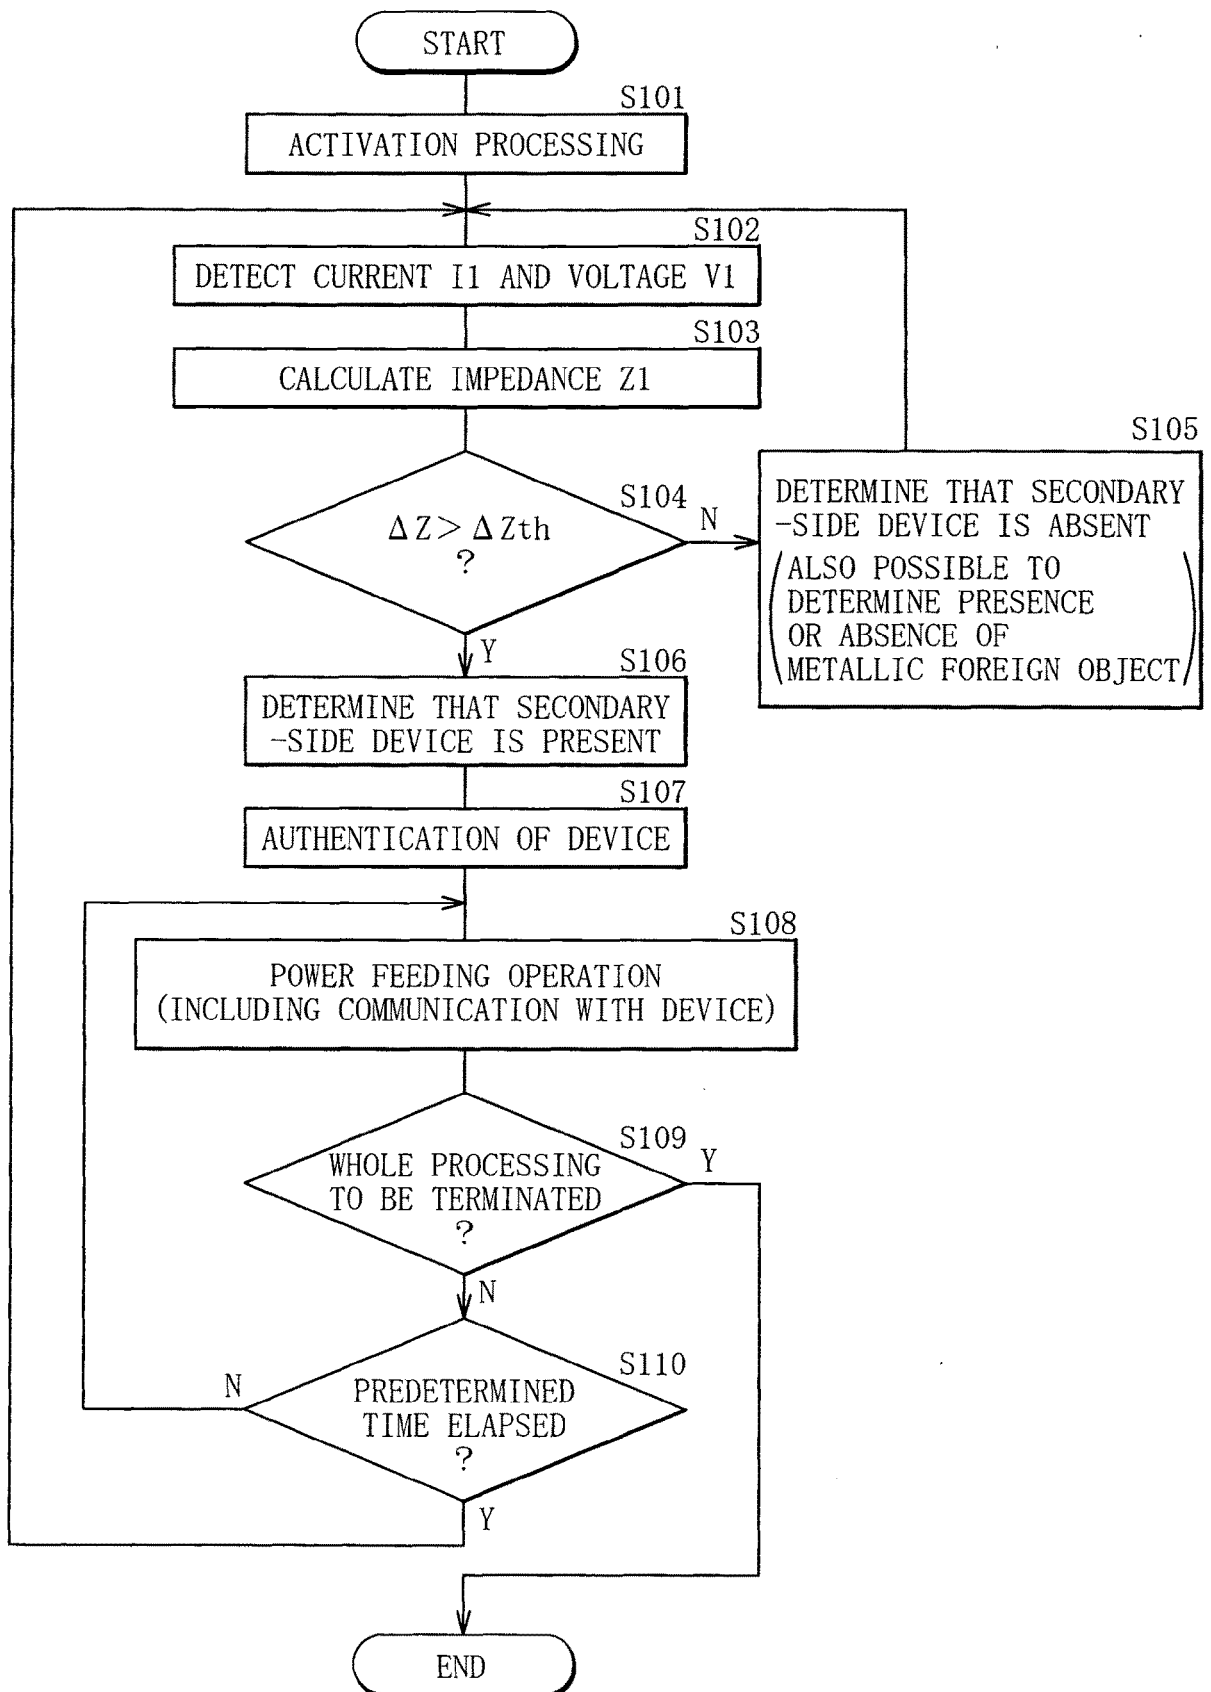 START
S101
ACTIVATION PROCESSING
S102
DETECT CURRENT I1 AND VOLTAGE V1
S103
CALCULATE IMPEDANCE Z1
S104
ΔZ>ΔZth
?
N
Y
S105
DETERMINE THAT SECONDARY
-SIDE DEVICE IS ABSENT
(ALSO POSSIBLE TO
DETERMINE PRESENCE
OR ABSENCE OF
METALLIC FOREIGN OBJECT)
S106
DETERMINE THAT SECONDARY
-SIDE DEVICE IS PRESENT
S107
AUTHENTICATION OF DEVICE
S108
POWER FEEDING OPERATION
(INCLUDING COMMUNICATION WITH DEVICE)
S109
WHOLE PROCESSING
TO BE TERMINATED
?
Y
N
S110
PREDETERMINED
TIME ELAPSED
?
N
Y
END